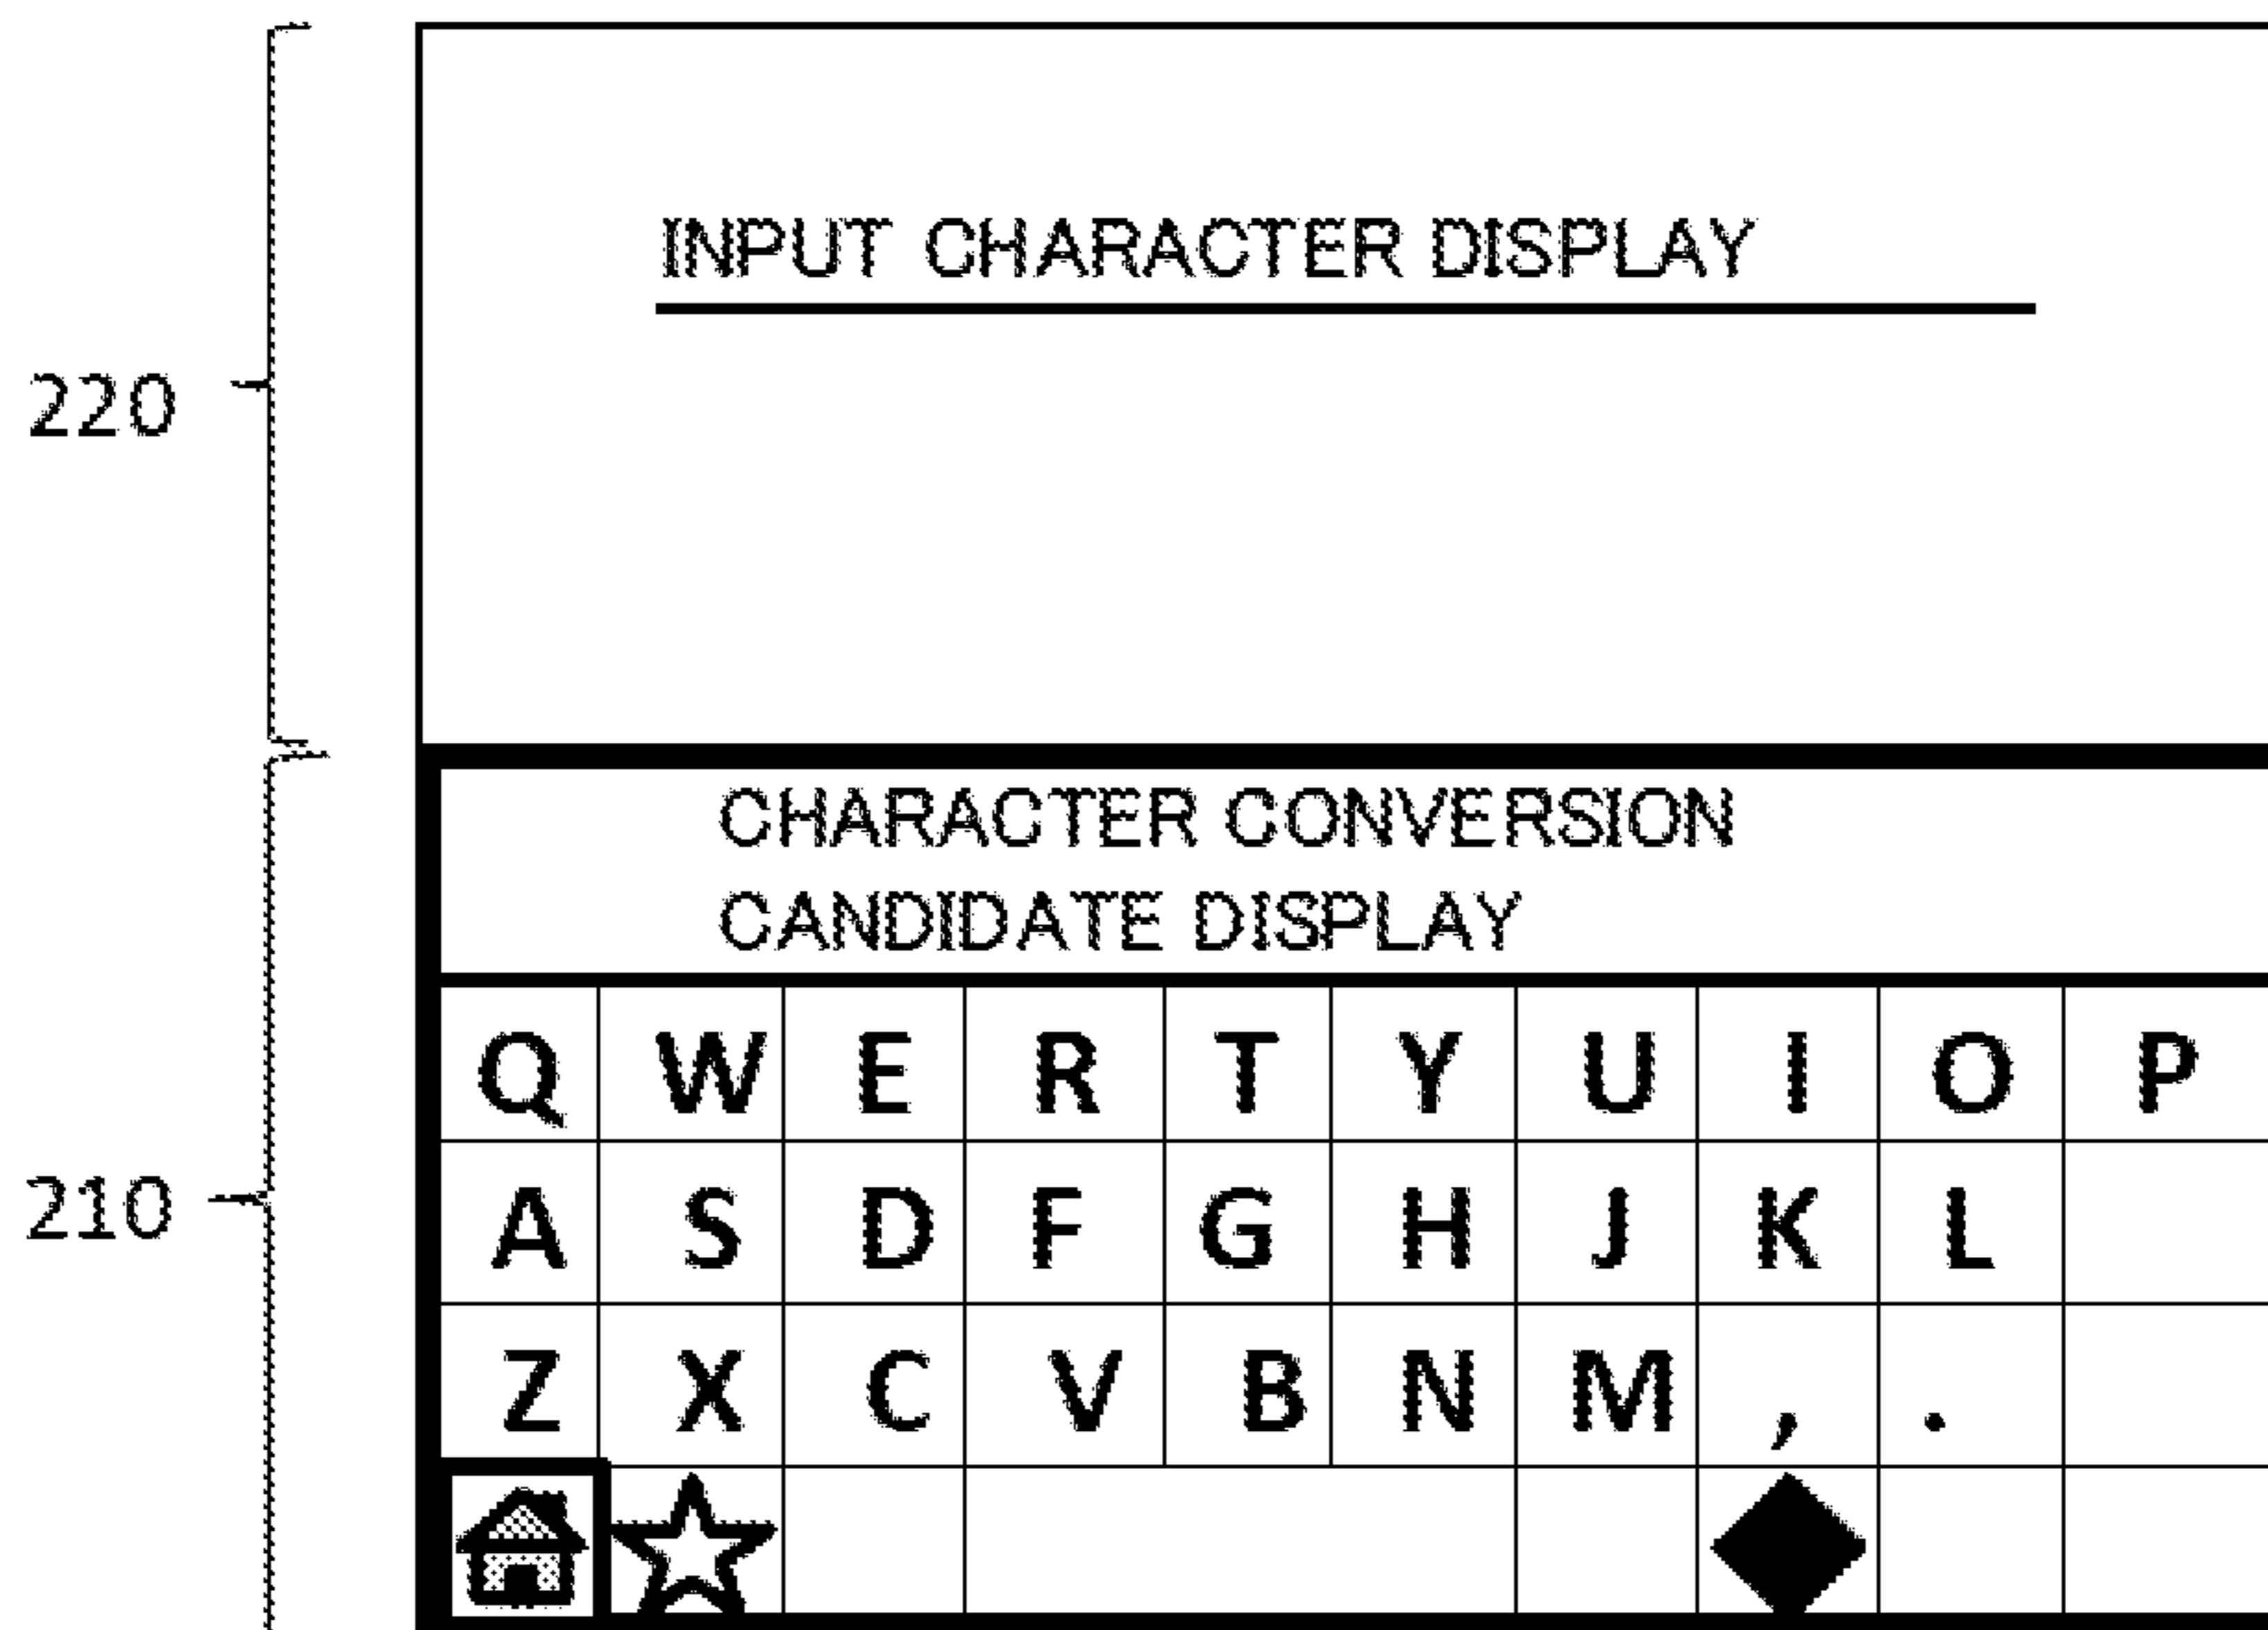 INPUT CHARACTER DISPLAY
220
CHARACTER CONVERSION
CANDIDATE DISPLAY
Q W E R T Y U I O P
210
A S D F G H J K L
Z X C V B N M , .